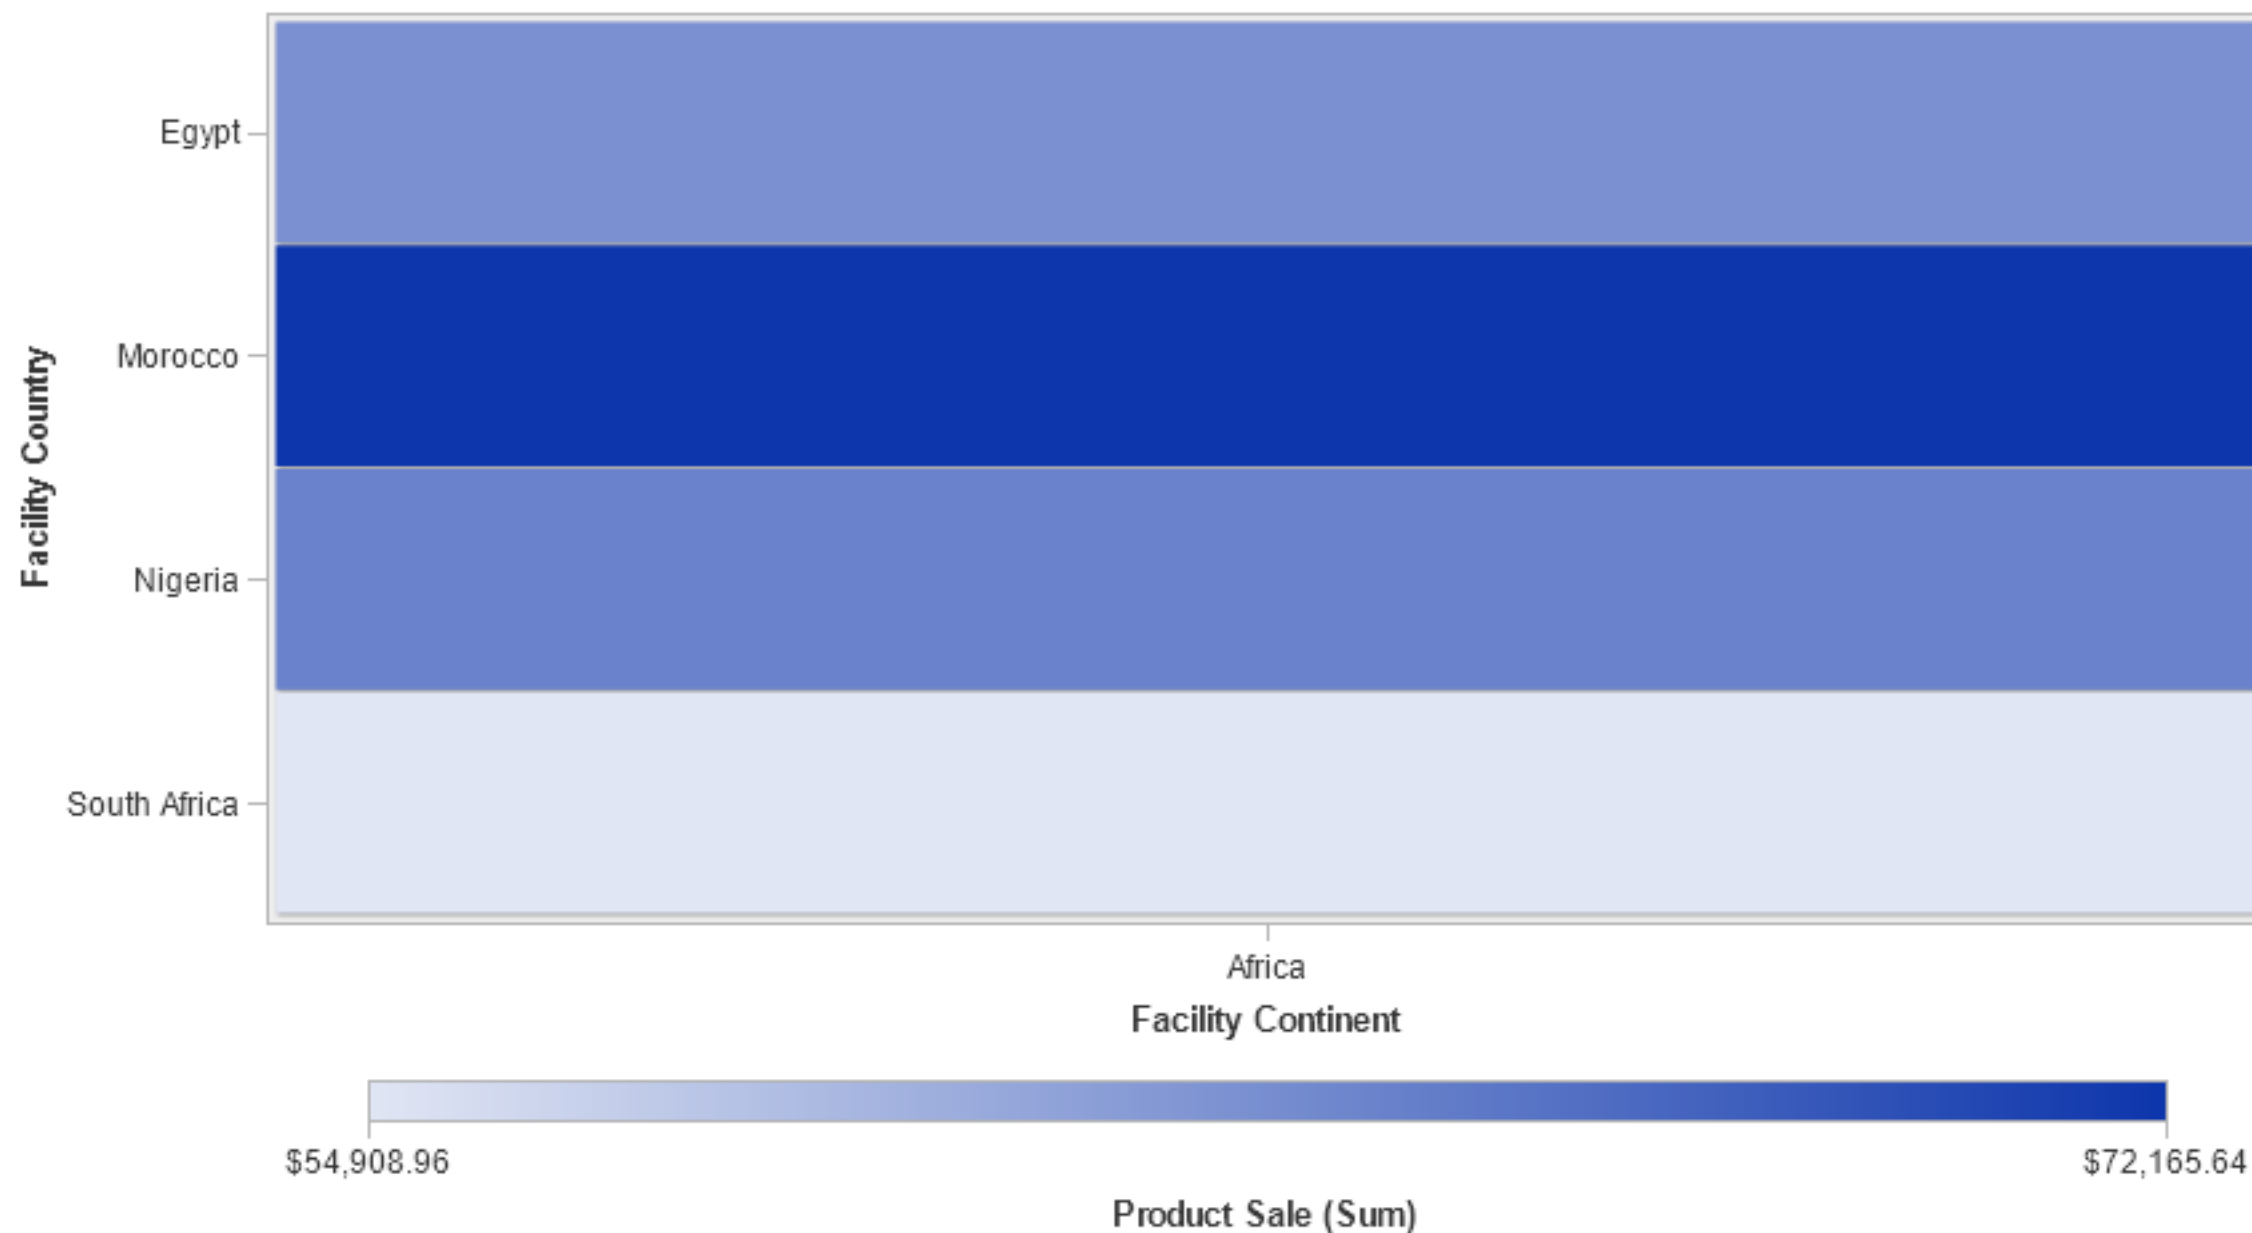 Facility Country
Egypt
Morocco
Nigeria
South Africa
Africa
Facility Continent
$54,908.96
$72,165.64
Product Sale (Sum)